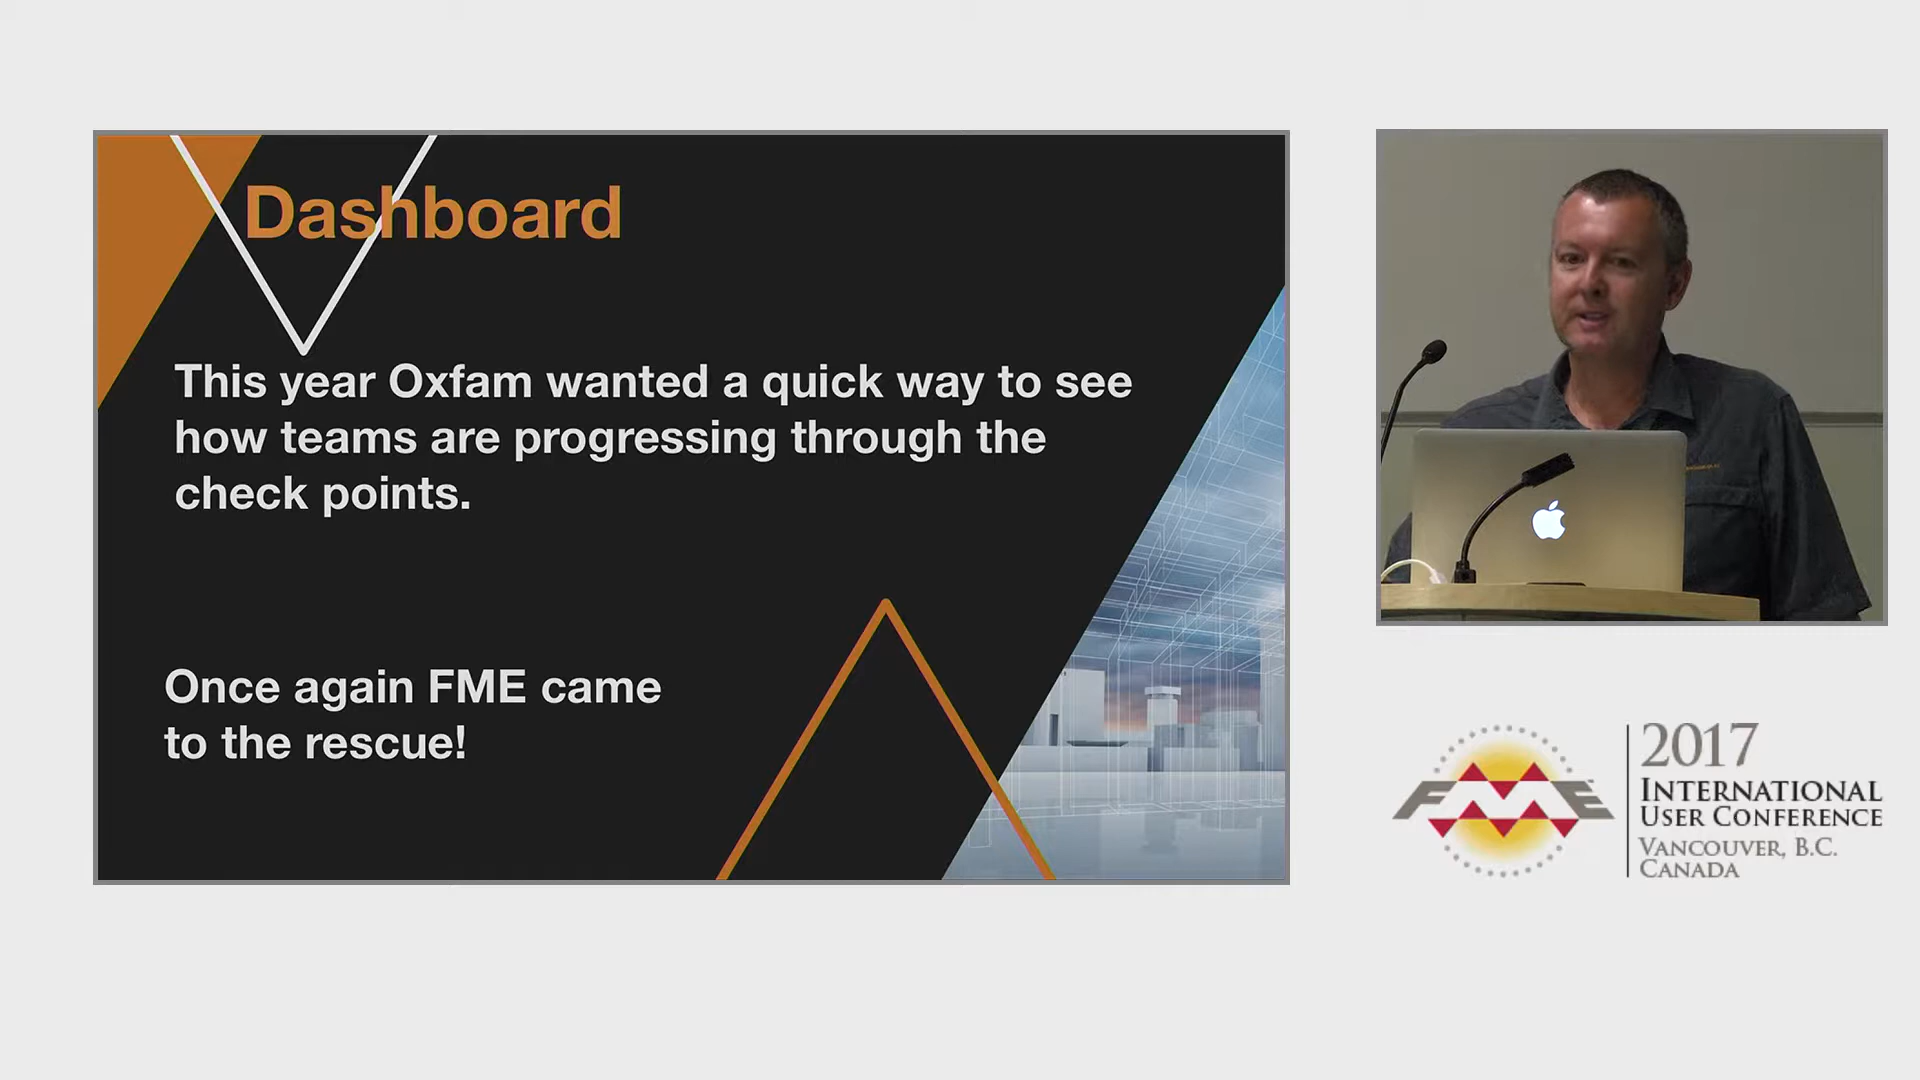 Dashboard
This year Oxfam wanted a quick way to see
how teams are progressing through the
check points.
Once again FME came
to the rescue!
FME
2017
INTERNATIONAL
USER CONFERENCE
VANCOUVER, B.C.
CANADA